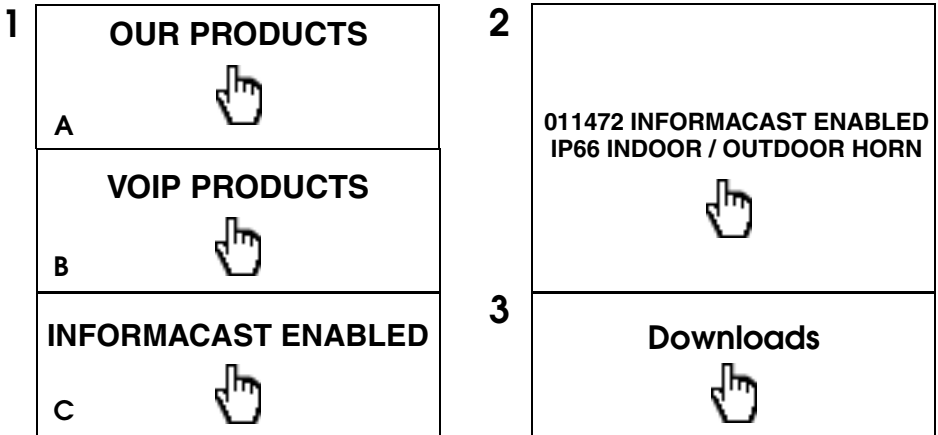 1
OUR PRODUCTS
A
VOIP PRODUCTS
B
INFORMACAST ENABLED
C
2
011472 INFORMACAST ENABLED
IP66 INDOOR / OUTDOOR HORN
3
Downloads